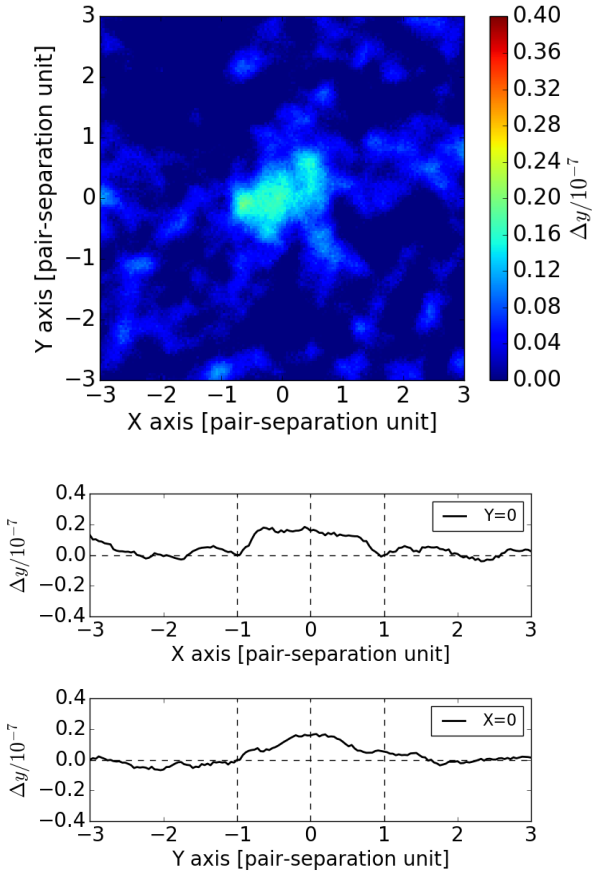 3
2
1
0
−1
−2
−3
Y axis [pair-separation unit]
−3 −2 −1 0 1 2 3
X axis [pair-separation unit]
0.40
0.36
0.32
0.28
0.24
0.20
0.16
0.12
0.08
0.04
0.00
Δy/10⁻⁷
0.4
0.2
0.0
−0.2
−0.4
Δy/10⁻⁷
Y=0
−3 −2 −1 0 1 2 3
X axis [pair-separation unit]
0.4
0.2
0.0
−0.2
−0.4
Δy/10⁻⁷
X=0
−3 −2 −1 0 1 2 3
Y axis [pair-separation unit]